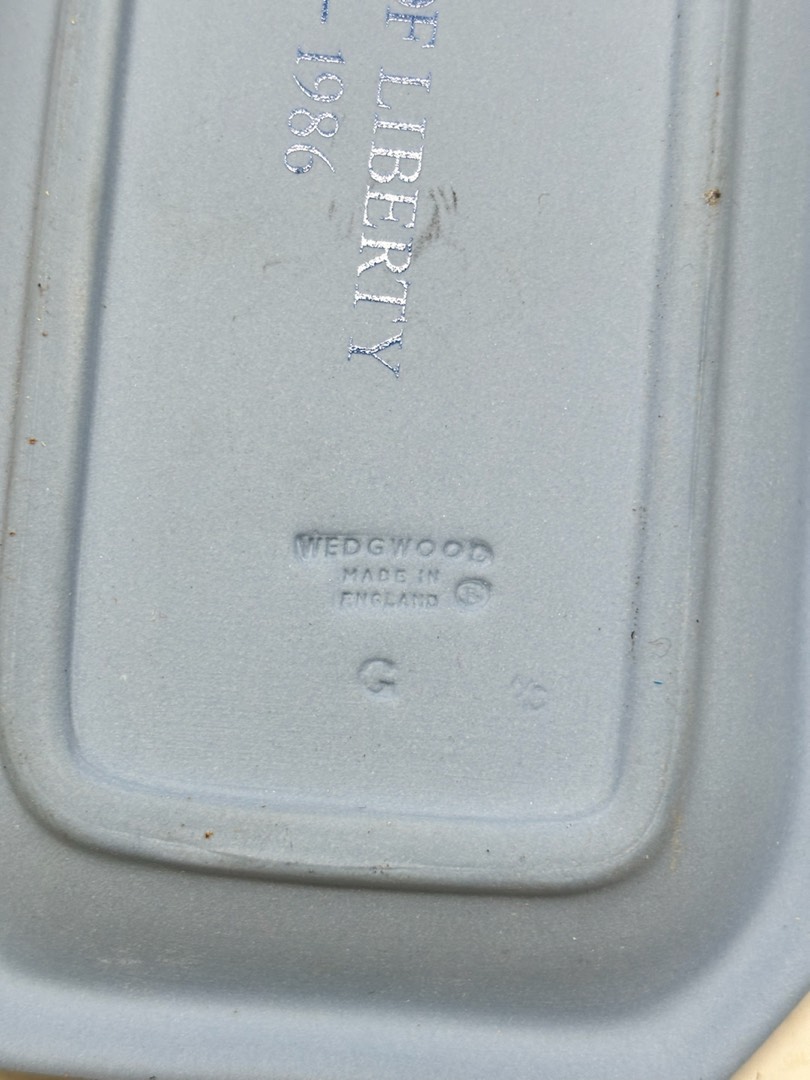 OF LIBERTY
– 1986
WEDGWOOD
MADE IN
ENGLAND ®
G